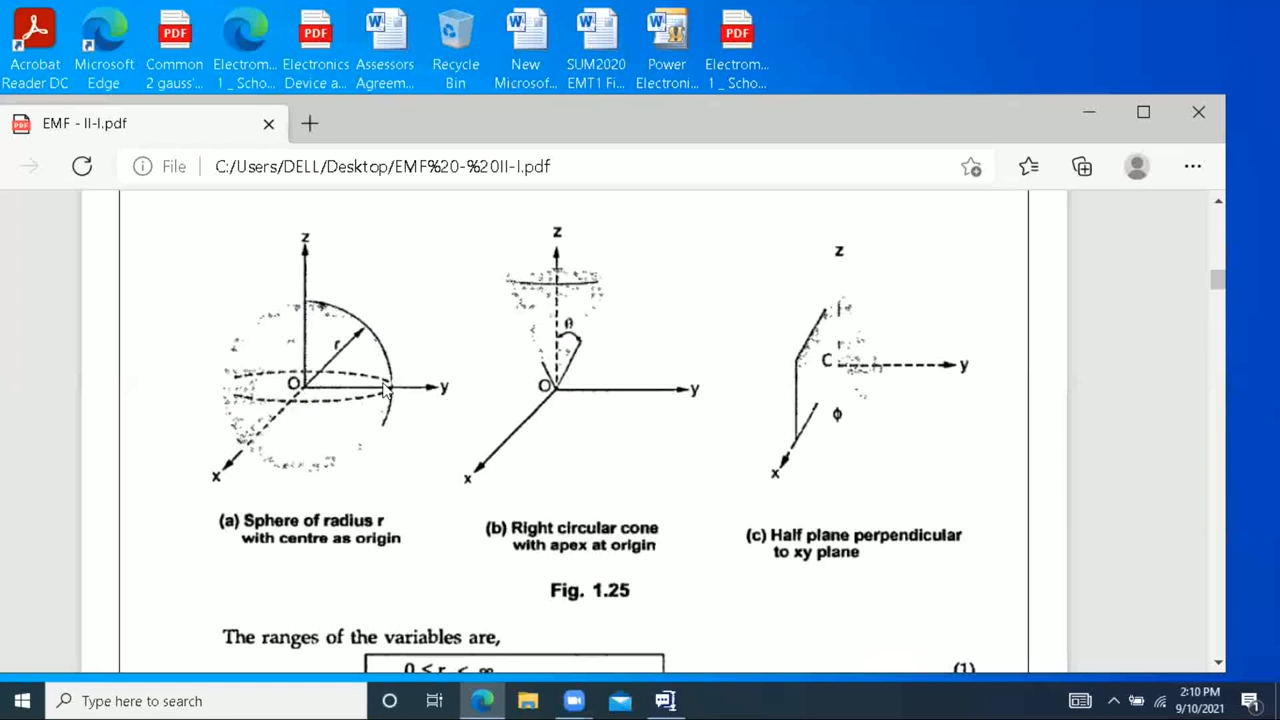 Acrobat Reader DC
Microsoft Edge
Common 2 gauss'...
Electrom... 1 _ Scho...
Electronics Device a...
Assessors Agreem...
Recycle Bin
New Microsof...
SUM2020 EMT1 Fi...
Power Electroni...
Electrom... 1 _ Scho...
PDF
PDF
PDF
EMF - II-I.pdf
File
C:/Users/DELL/Desktop/EMF%20-%20II-I.pdf
z
r
O
y
x
z
θ
O
y
x
z
C
y
ϕ
x
(a) Sphere of radius r
with centre as origin
(b) Right circular cone
with apex at origin
(c) Half plane perpendicular
to xy plane
Fig. 1.25
The ranges of the variables are,
0 ≤ r < ∞
(1)
Type here to search
2:10 PM
9/10/2021